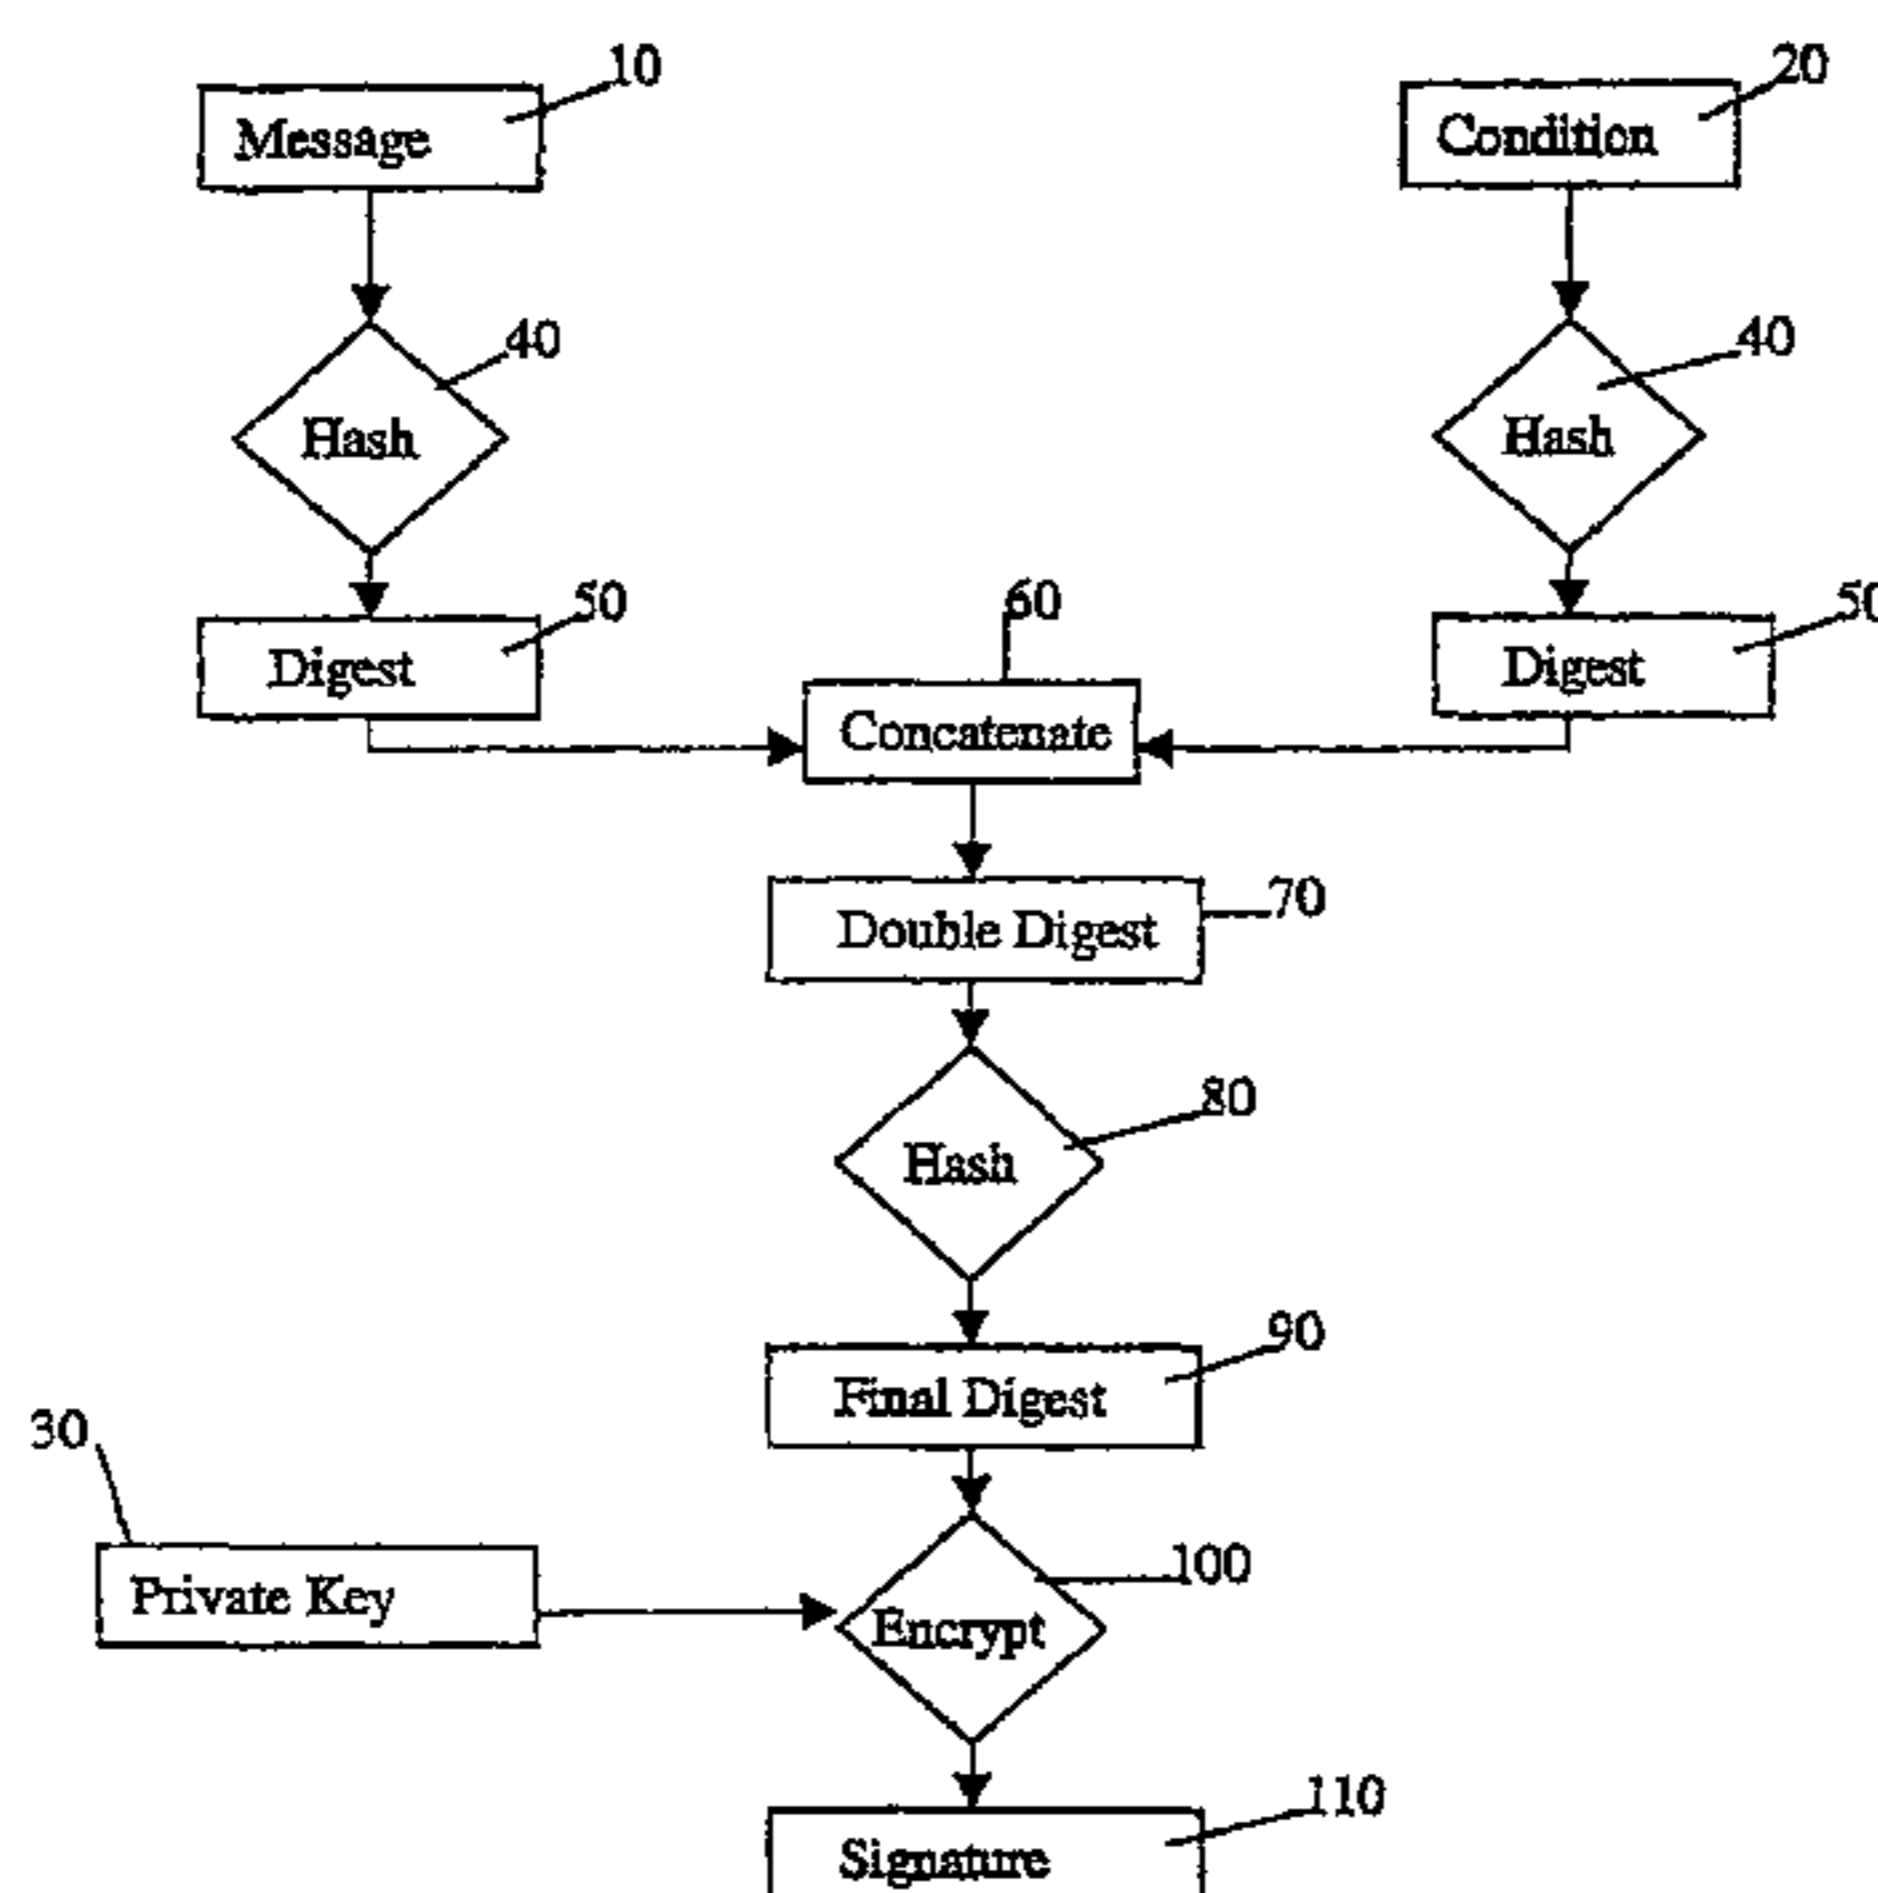 10
20
Message
Condition
40
40
Hash
Hash
50
60
50
Digest
Digest
Concatenate
70
Double Digest
80
Hash
90
Final Digest
30
100
Private Key
Encrypt
110
Signature